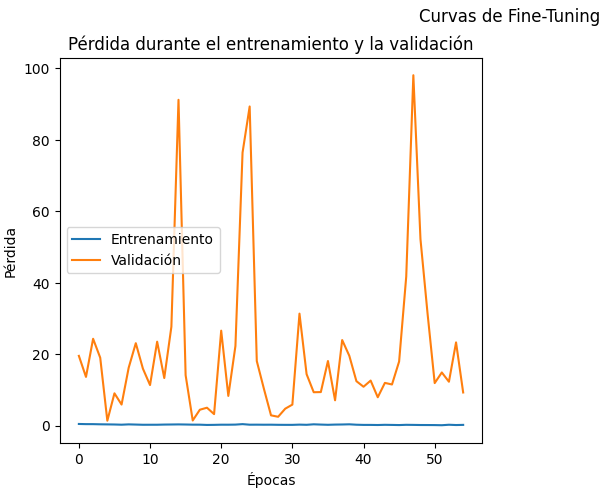 Curvas de Fine-Tuning
Pérdida durante el entrenamiento y la validación
100
80
60
40
20
0
Pérdida
Entrenamiento
Validación
0 10 20 30 40 50
Épocas